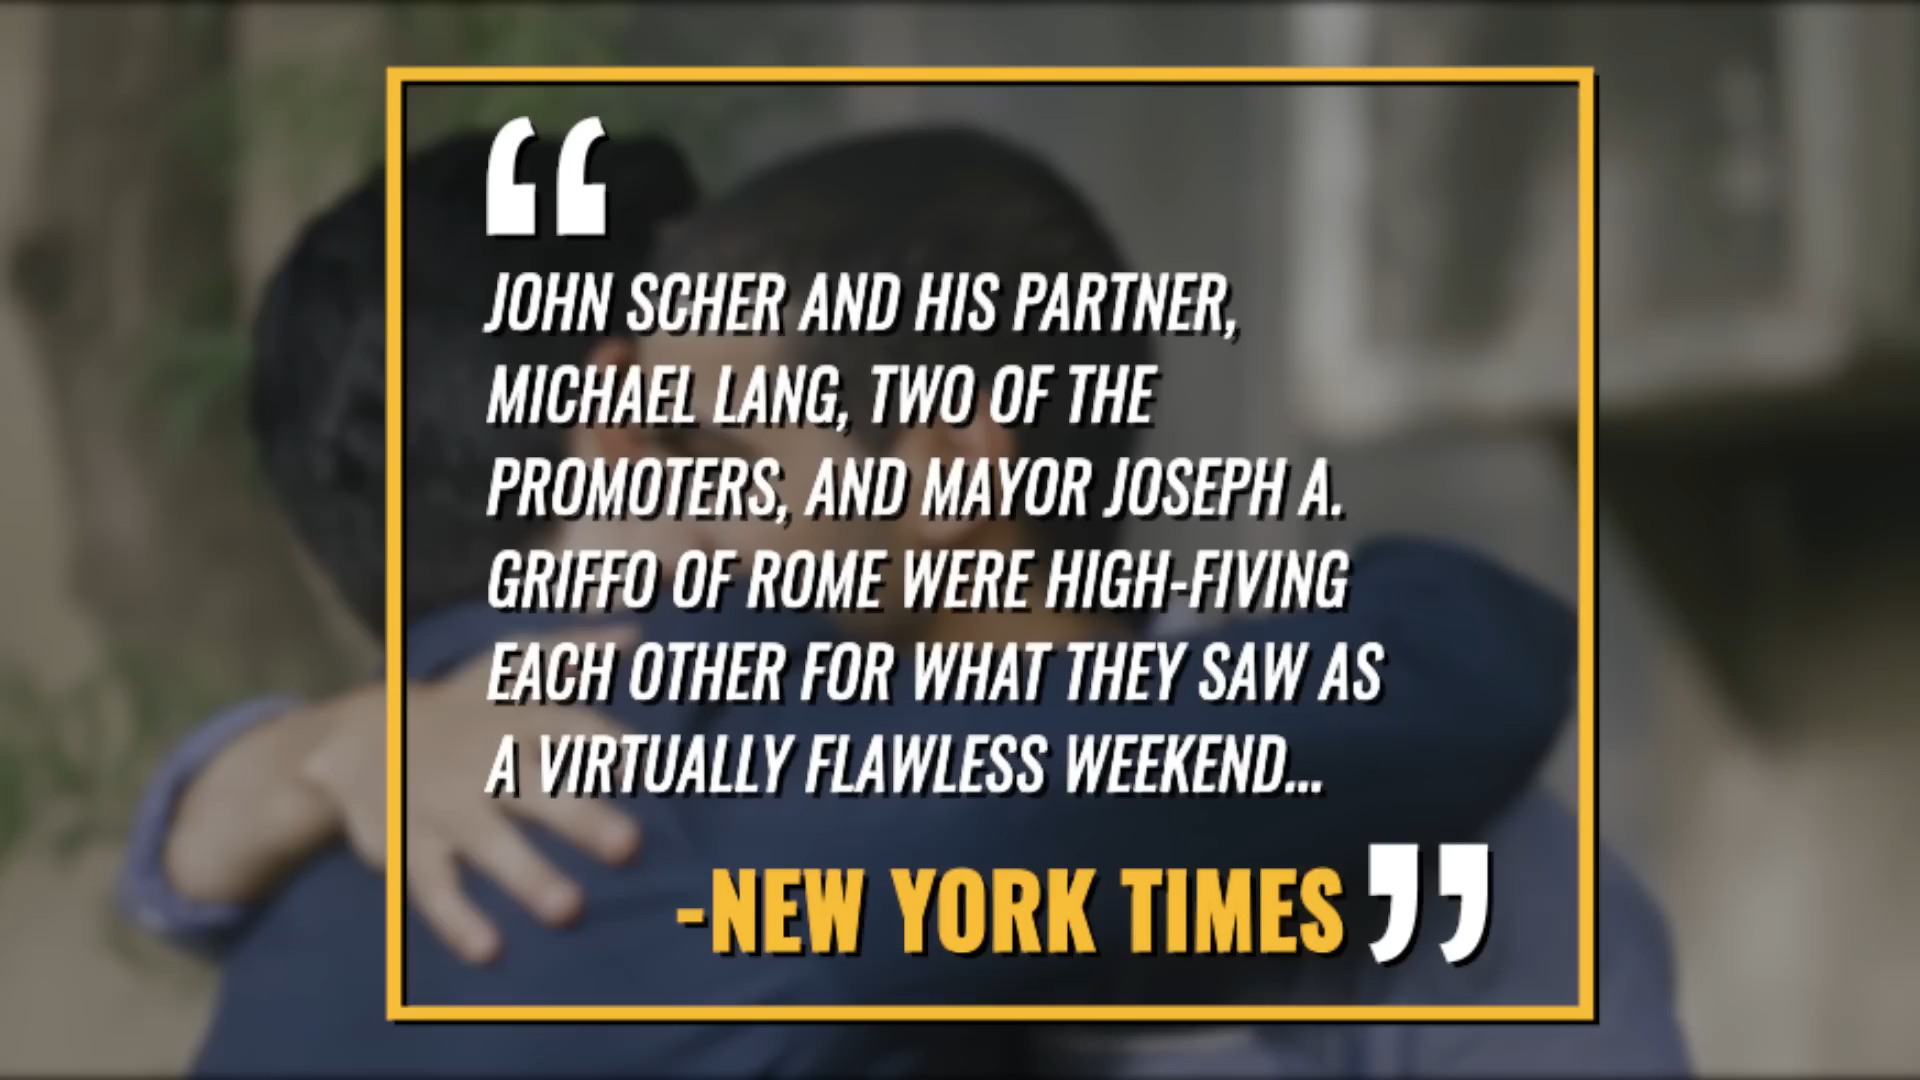 “
JOHN SCHER AND HIS PARTNER,
MICHAEL LANG, TWO OF THE
PROMOTERS, AND MAYOR JOSEPH A.
GRIFFO OF ROME WERE HIGH-FIVING
EACH OTHER FOR WHAT THEY SAW AS
A VIRTUALLY FLAWLESS WEEKEND...
-NEW YORK TIMES ”